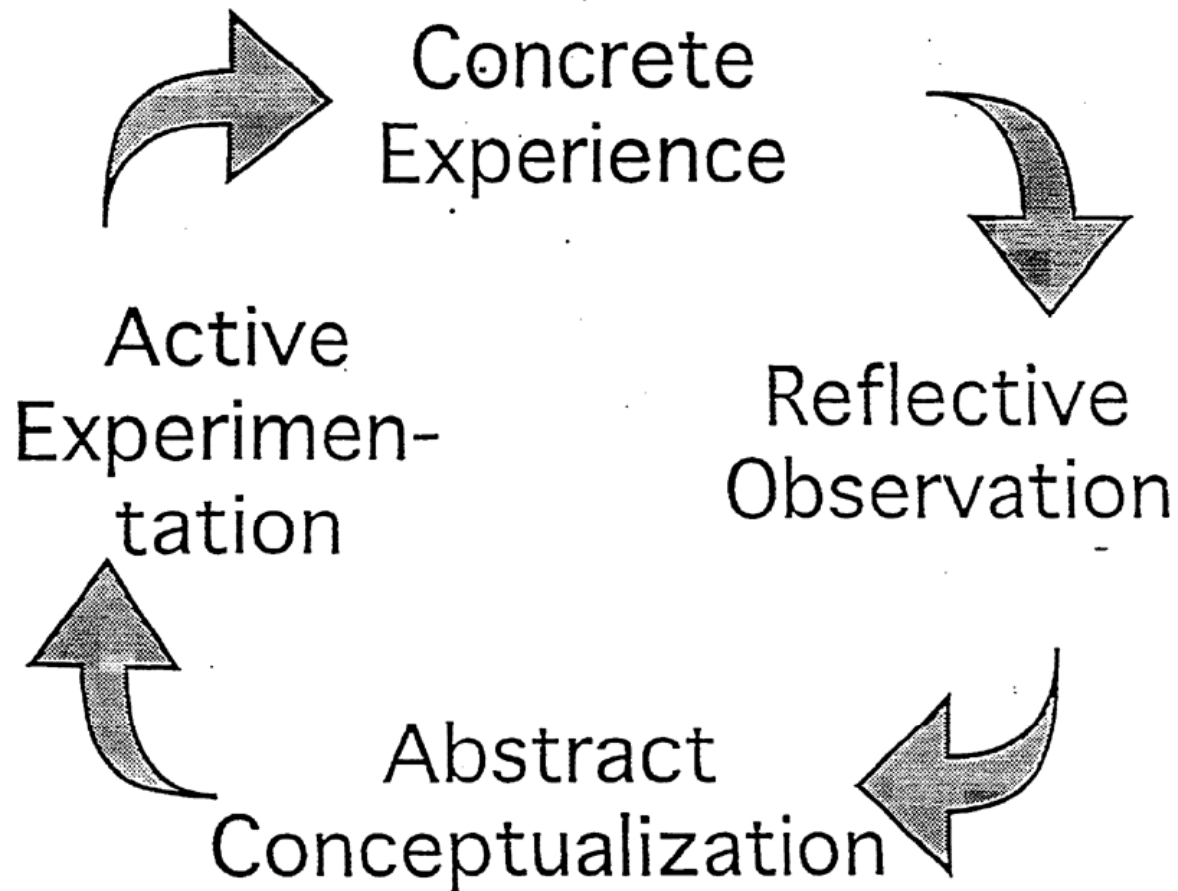 Concrete
Experience
Reflective
Observation
Abstract
Conceptualization
Active
Experimen-
tation